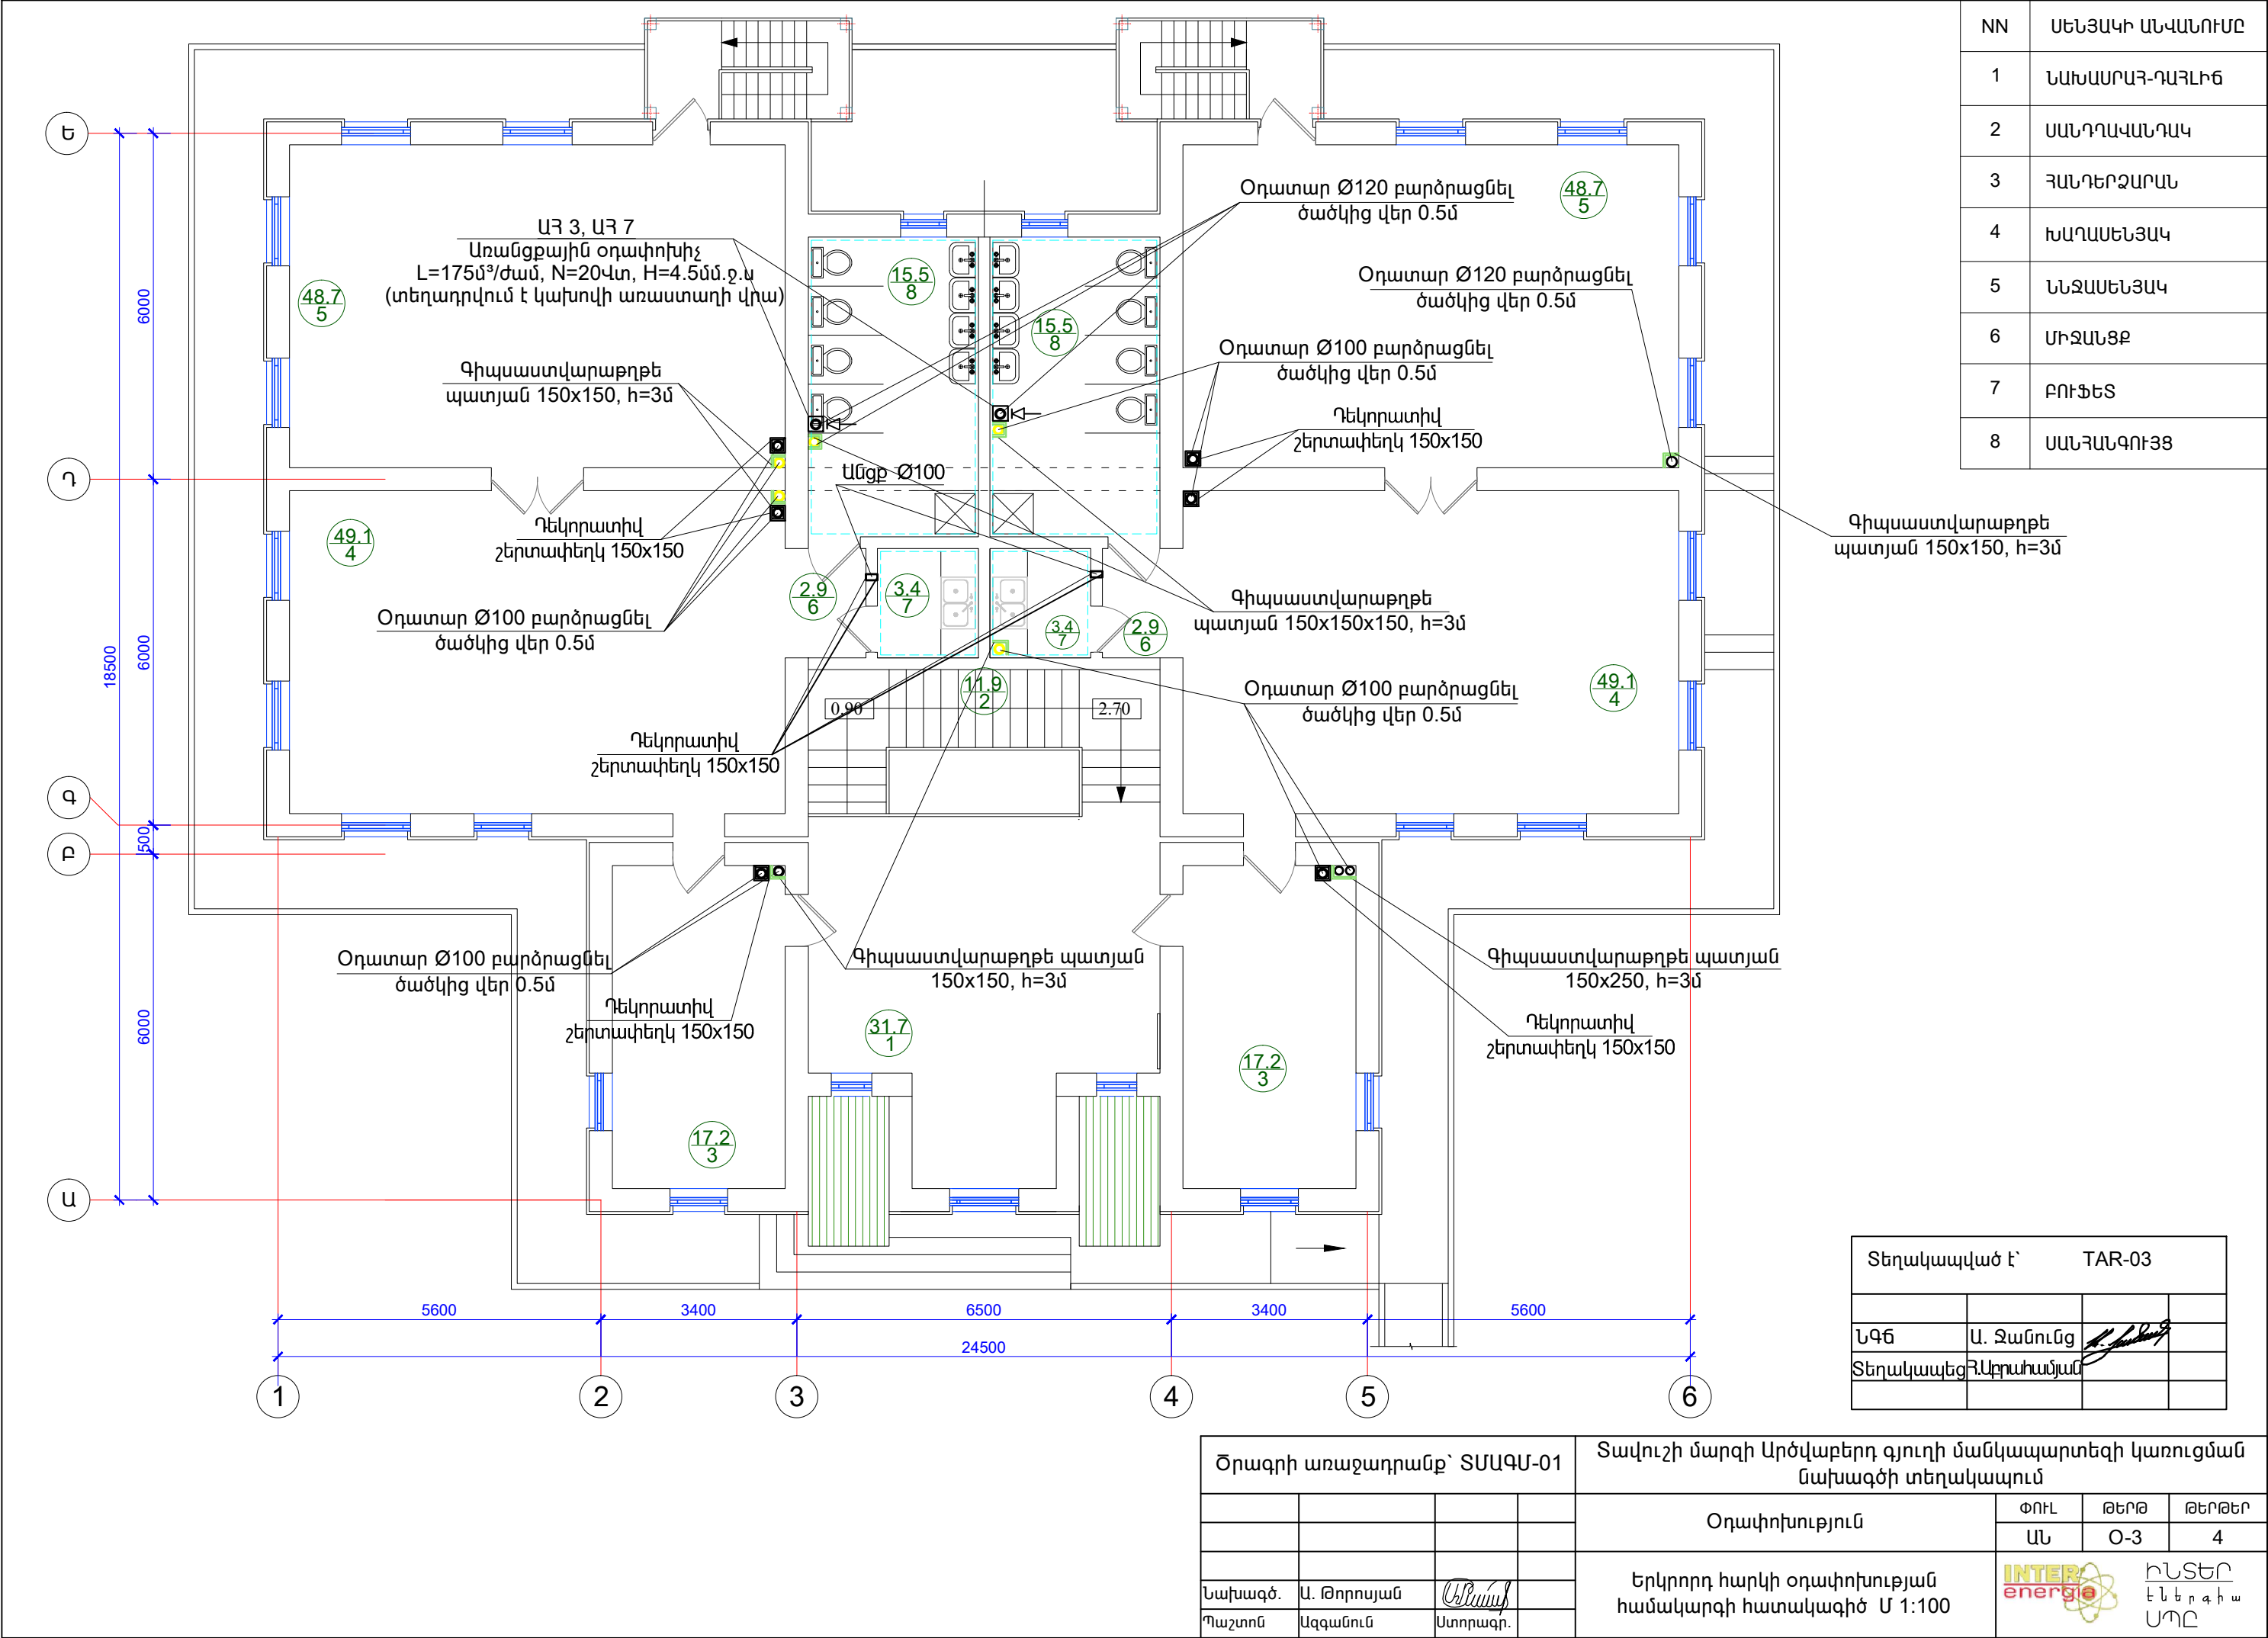 NN ՍԵՆՅԱԿԻ ԱՆՎԱՆՈՒՄԸ
1 ՆԱԽԱՍՐԱՀ-ԴԱՀԼԻՃ
2 ՍԱՆԴՂԱՎԱՆԴԱԿ
3 ՀԱՆԴԵՐՁԱՐԱՆ
4 ԽԱՂԱՍԵՆՅԱԿ
5 ՆՆՋԱՍԵՆՅԱԿ
6 ՄԻՋԱՆՑՔ
7 ԲՈՒՖԵՏ
8 ՍԱՆՀԱՆԳՈՒՅՑ
Ե
Դ
Գ
Բ
Ա
6000
6000
500
6000
18500
ԱՀ 3, ԱՀ 7
Առանցքային օդափոխիչ
L=175մ³/ժամ, N=20Վտ, H=4.5մմ.ջ.ս
(տեղադրվում է կախովի առաստաղի վրա)
48.7
5
15.5
8
15.5
8
Օդատար Ø120 բարձրացնել
ծածկից վեր 0.5մ
48.7
5
Օդատար Ø120 բարձրացնել
ծածկից վեր 0.5մ
Օդատար Ø100 բարձրացնել
ծածկից վեր 0.5մ
Գիպսաստվարաթղթե
պատյան 150x150, h=3մ
Դեկորատիվ
շերտափեղկ 150x150
Անցք Ø100
Դեկորատիվ
շերտափեղկ 150x150
49.1
4
Գիպսաստվարաթղթե
պատյան 150x150, h=3մ
2.9
6
3.4
7
3.4
7
2.9
6
Գիպսաստվարաթղթե
պատյան 150x150x150, h=3մ
Օդատար Ø100 բարձրացնել
ծածկից վեր 0.5մ
11.9
2
0.90
2.70
Օդատար Ø100 բարձրացնել
ծածկից վեր 0.5մ
49.1
4
Դեկորատիվ
շերտափեղկ 150x150
Օդատար Ø100 բարձրացնել
ծածկից վեր 0.5մ
Գիպսաստվարաթղթե պատյան
150x150, h=3մ
Գիպսաստվարաթղթե պատյան
150x250, h=3մ
Դեկորատիվ
շերտափեղկ 150x150
Դեկորատիվ
շերտափեղկ 150x150
31.7
1
17.2
3
17.2
3
5600 3400 6500 3400 5600
24500
1 2 3 4 5 6
Տեղակապված է՝ TAR-03
ՆԳՃ Ա. Ջանունց
Տեղակապեց Հ.Աբրահամյան
Ծրագրի առաջադրանք՝ ՏՄԱԳՄ-01
Տավուշի մարզի Արծվաբերդ գյուղի մանկապարտեզի կառուցման
նախագծի տեղակապում
Օդափոխություն
ՓՈՒԼ ԹԵՐԹ ԹԵՐԹԵՐ
ԱՆ Օ-3 4
Երկրորդ հարկի օդափոխության
համակարգի հատակագիծ Մ 1:100
Նախագծ. Ա. Թորոսյան
Պաշտոն Ազգանուն Ստորագր.
INTER
energia
ԻՆՏԵՐ
էներգիա
ՍՊԸ